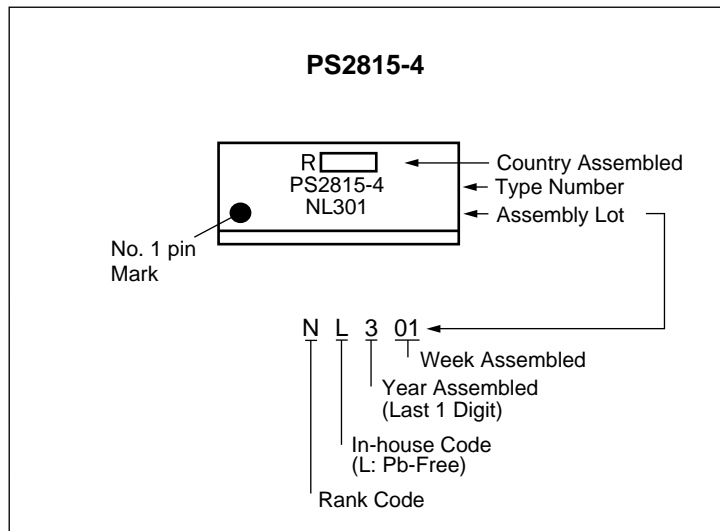 PS2815-4
R
PS2815-4
NL301
Country Assembled
Type Number
Assembly Lot
No. 1 pin
Mark
N L 3 01
Week Assembled
Year Assembled
(Last 1 Digit)
In-house Code
(L: Pb-Free)
Rank Code